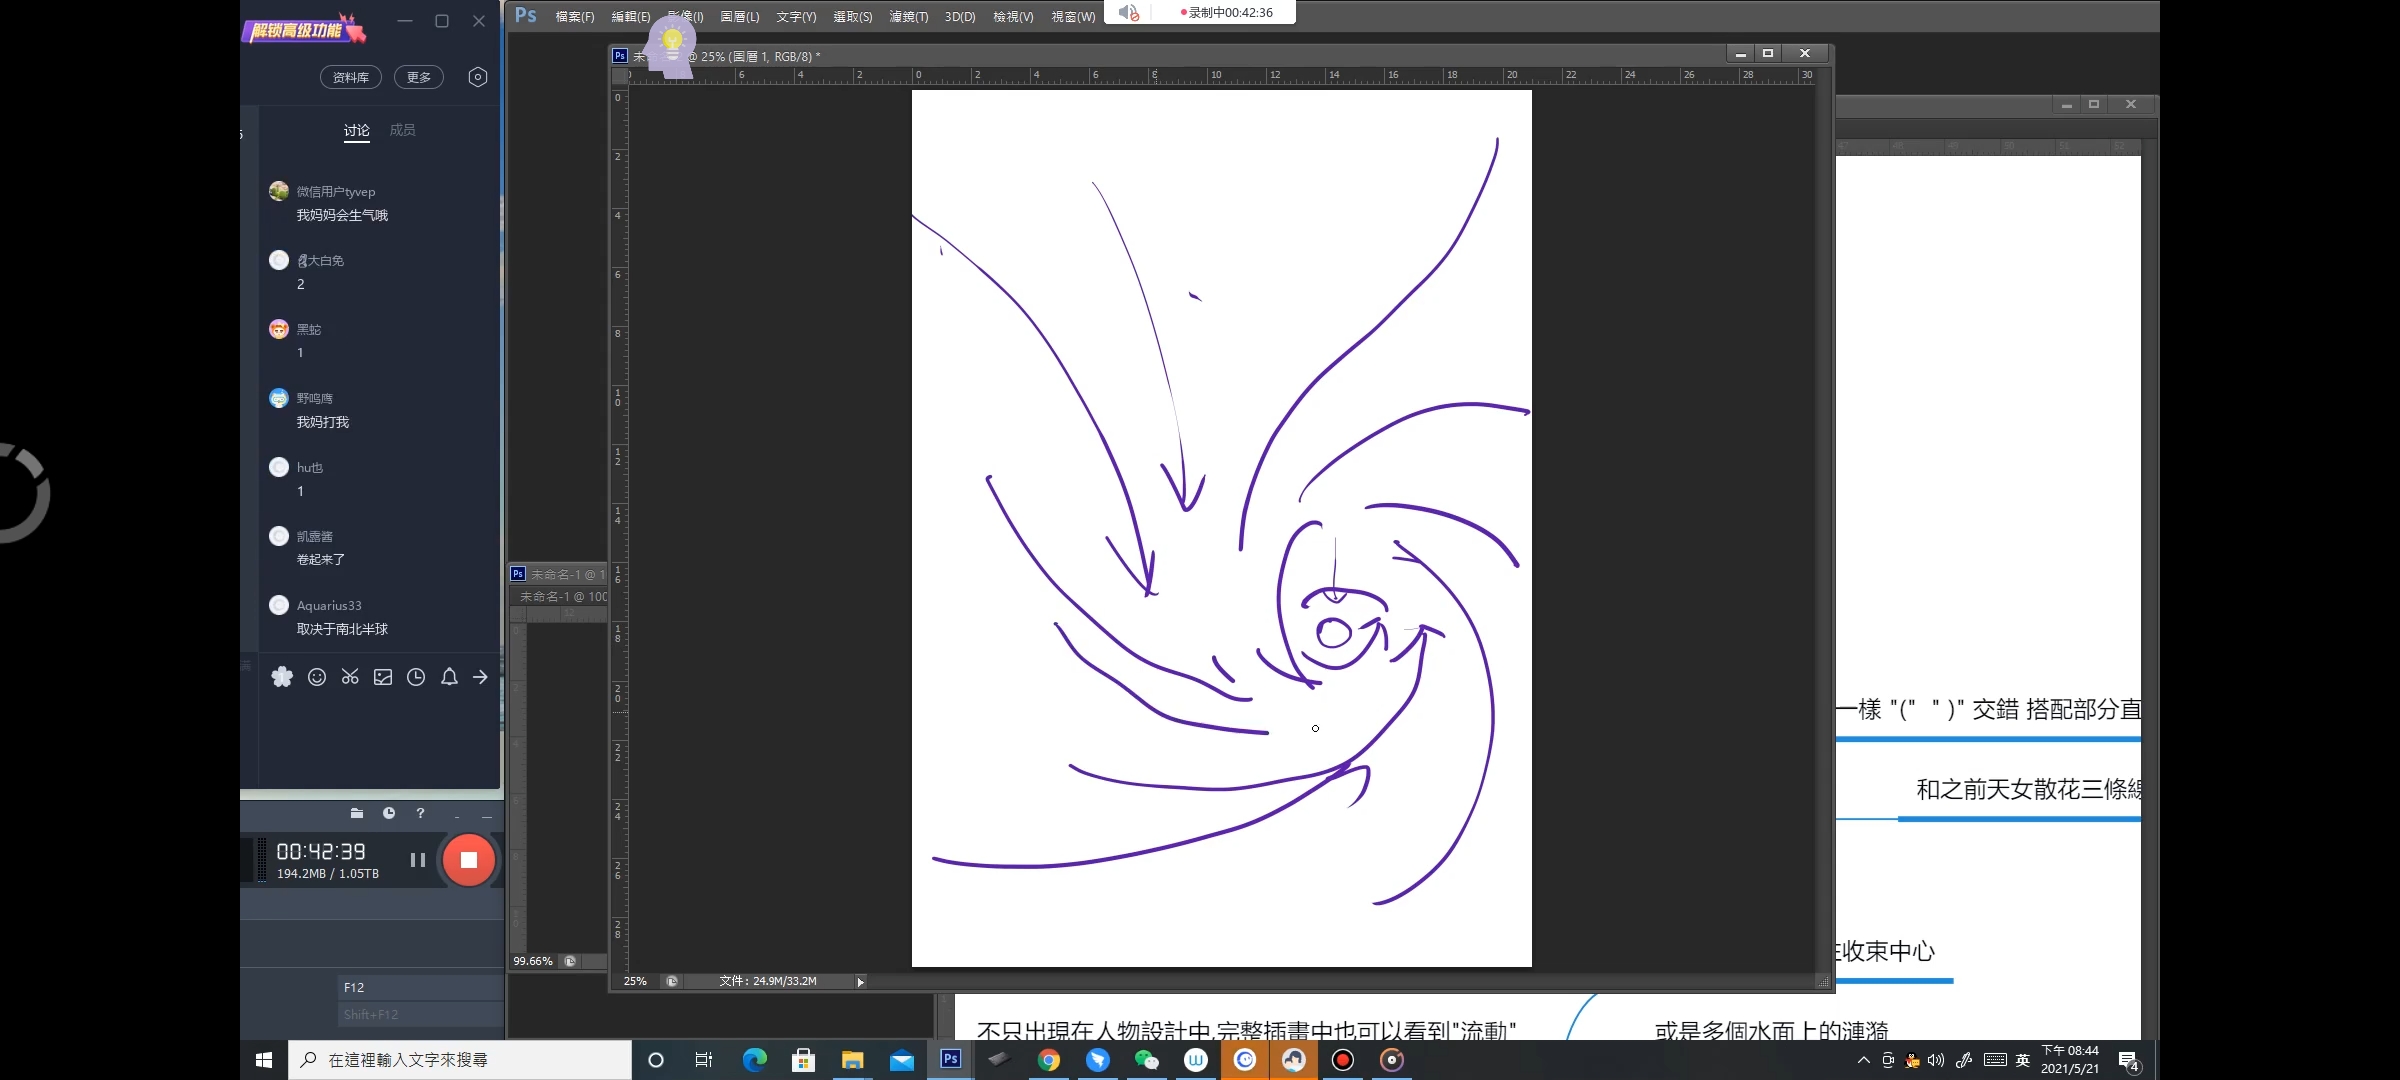 解锁高级功能
资料库 更多
讨论 成员
微信用户tyvep
我妈妈会生气哦
大白免
2
黑蛇
1
野鸣鹰
我妈打我
hu也
1
凯露酱
卷起来了
Aquarius33
取决于南北半球
00:42:39
194.2MB / 1.05TB
F12
Shift+F12
Ps 檔案(F) 編輯(E) 影像(I) 圖層(L) 文字(Y) 選取(S) 濾鏡(T) 3D(D) 檢視(V) 視窗(W)
录制中00:42:36
@ 25% (圖層 1, RGB/8) *
未命名-1 @ 1
未命名-1 @ 100
99.66%
25% 文件: 24.9M/33.2M
一樣 "(" " )" 交錯 搭配部分直
和之前天女散花三條線
收束中心
不只出現在人物設計中,完整插畫中也可以看到"流動"
或是多個水面上的漣漪
在這裡輸入文字來搜尋
英
下午 08:44
2021/5/21
4